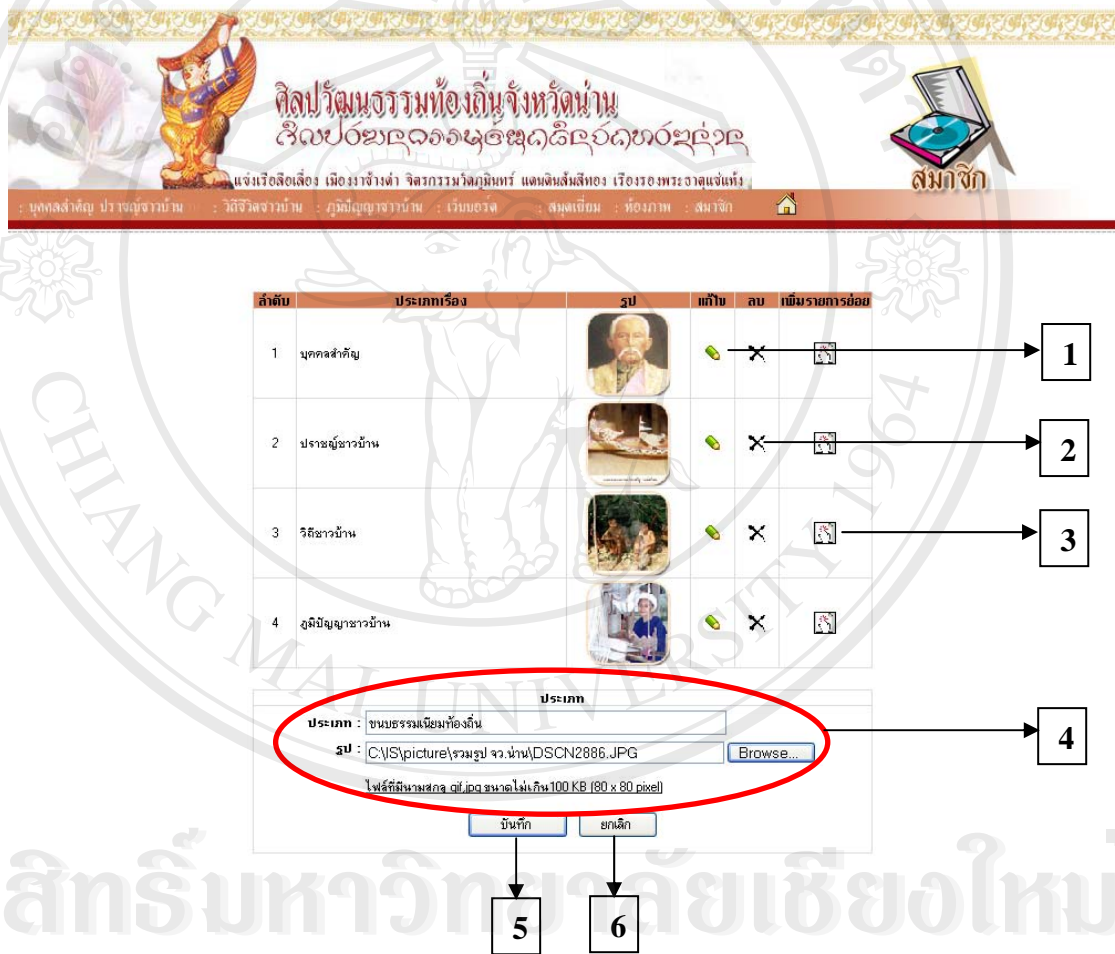 ศิลปวัฒนธรรมท้องถิ่นจังหวัดน่าน
แข่งเรือลือเลื่อง เมืองงาช้างดำ จิตรกรรมวัดภูมินทร์ แดนดินส้มสีทอง เรืองรองพระธาตุแช่แห้ง
สมาชิก
: บุคคลสำคัญ ปราชญ์ชาวบ้าน : วิถีชีวิตชาวบ้าน : ภูมิปัญญาชาวบ้าน : เว็บบอร์ด : สมุดเยี่ยม : ห้องภาพ : สมาชิก
ลำดับ ประเภทเรื่อง รูป แก้ไข ลบ เพิ่มรายการย่อย
1 บุคคลสำคัญ
1
2 ปราชญ์ชาวบ้าน
2
3 วิถีชาวบ้าน
3
4 ภูมิปัญญาชาวบ้าน
ประเภท
ประเภท : ขนบธรรมเนียมท้องถิ่น
4
รูป : C:\IS\picture\รวมรูป จว.น่าน\DSCN2886.JPG Browse...
ไฟล์ที่มีนามสกุล gif,jpg ขนาดไม่เกิน100 KB (80 x 80 pixel)
บันทึก ยกเลิก
5 6
CHIANG MAI UNIVERSITY 1964
สิทธิ์มหาวิทยาลัยเชียงใหม่